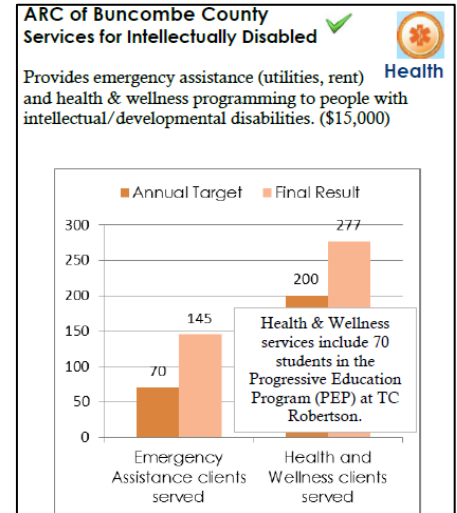 ARC of Buncombe County
Services for Intellectually Disabled
Health
Provides emergency assistance (utilities, rent)
and health & wellness programming to people with
intellectual/developmental disabilities. ($15,000)
Annual Target
Final Result
300
250
200
150
100
50
0
70
145
200
277
Health & Wellness
services include 70
students in the
Progressive Education
Program (PEP) at TC
Robertson.
Emergency
Assistance clients
served
Health and
Wellness clients
served